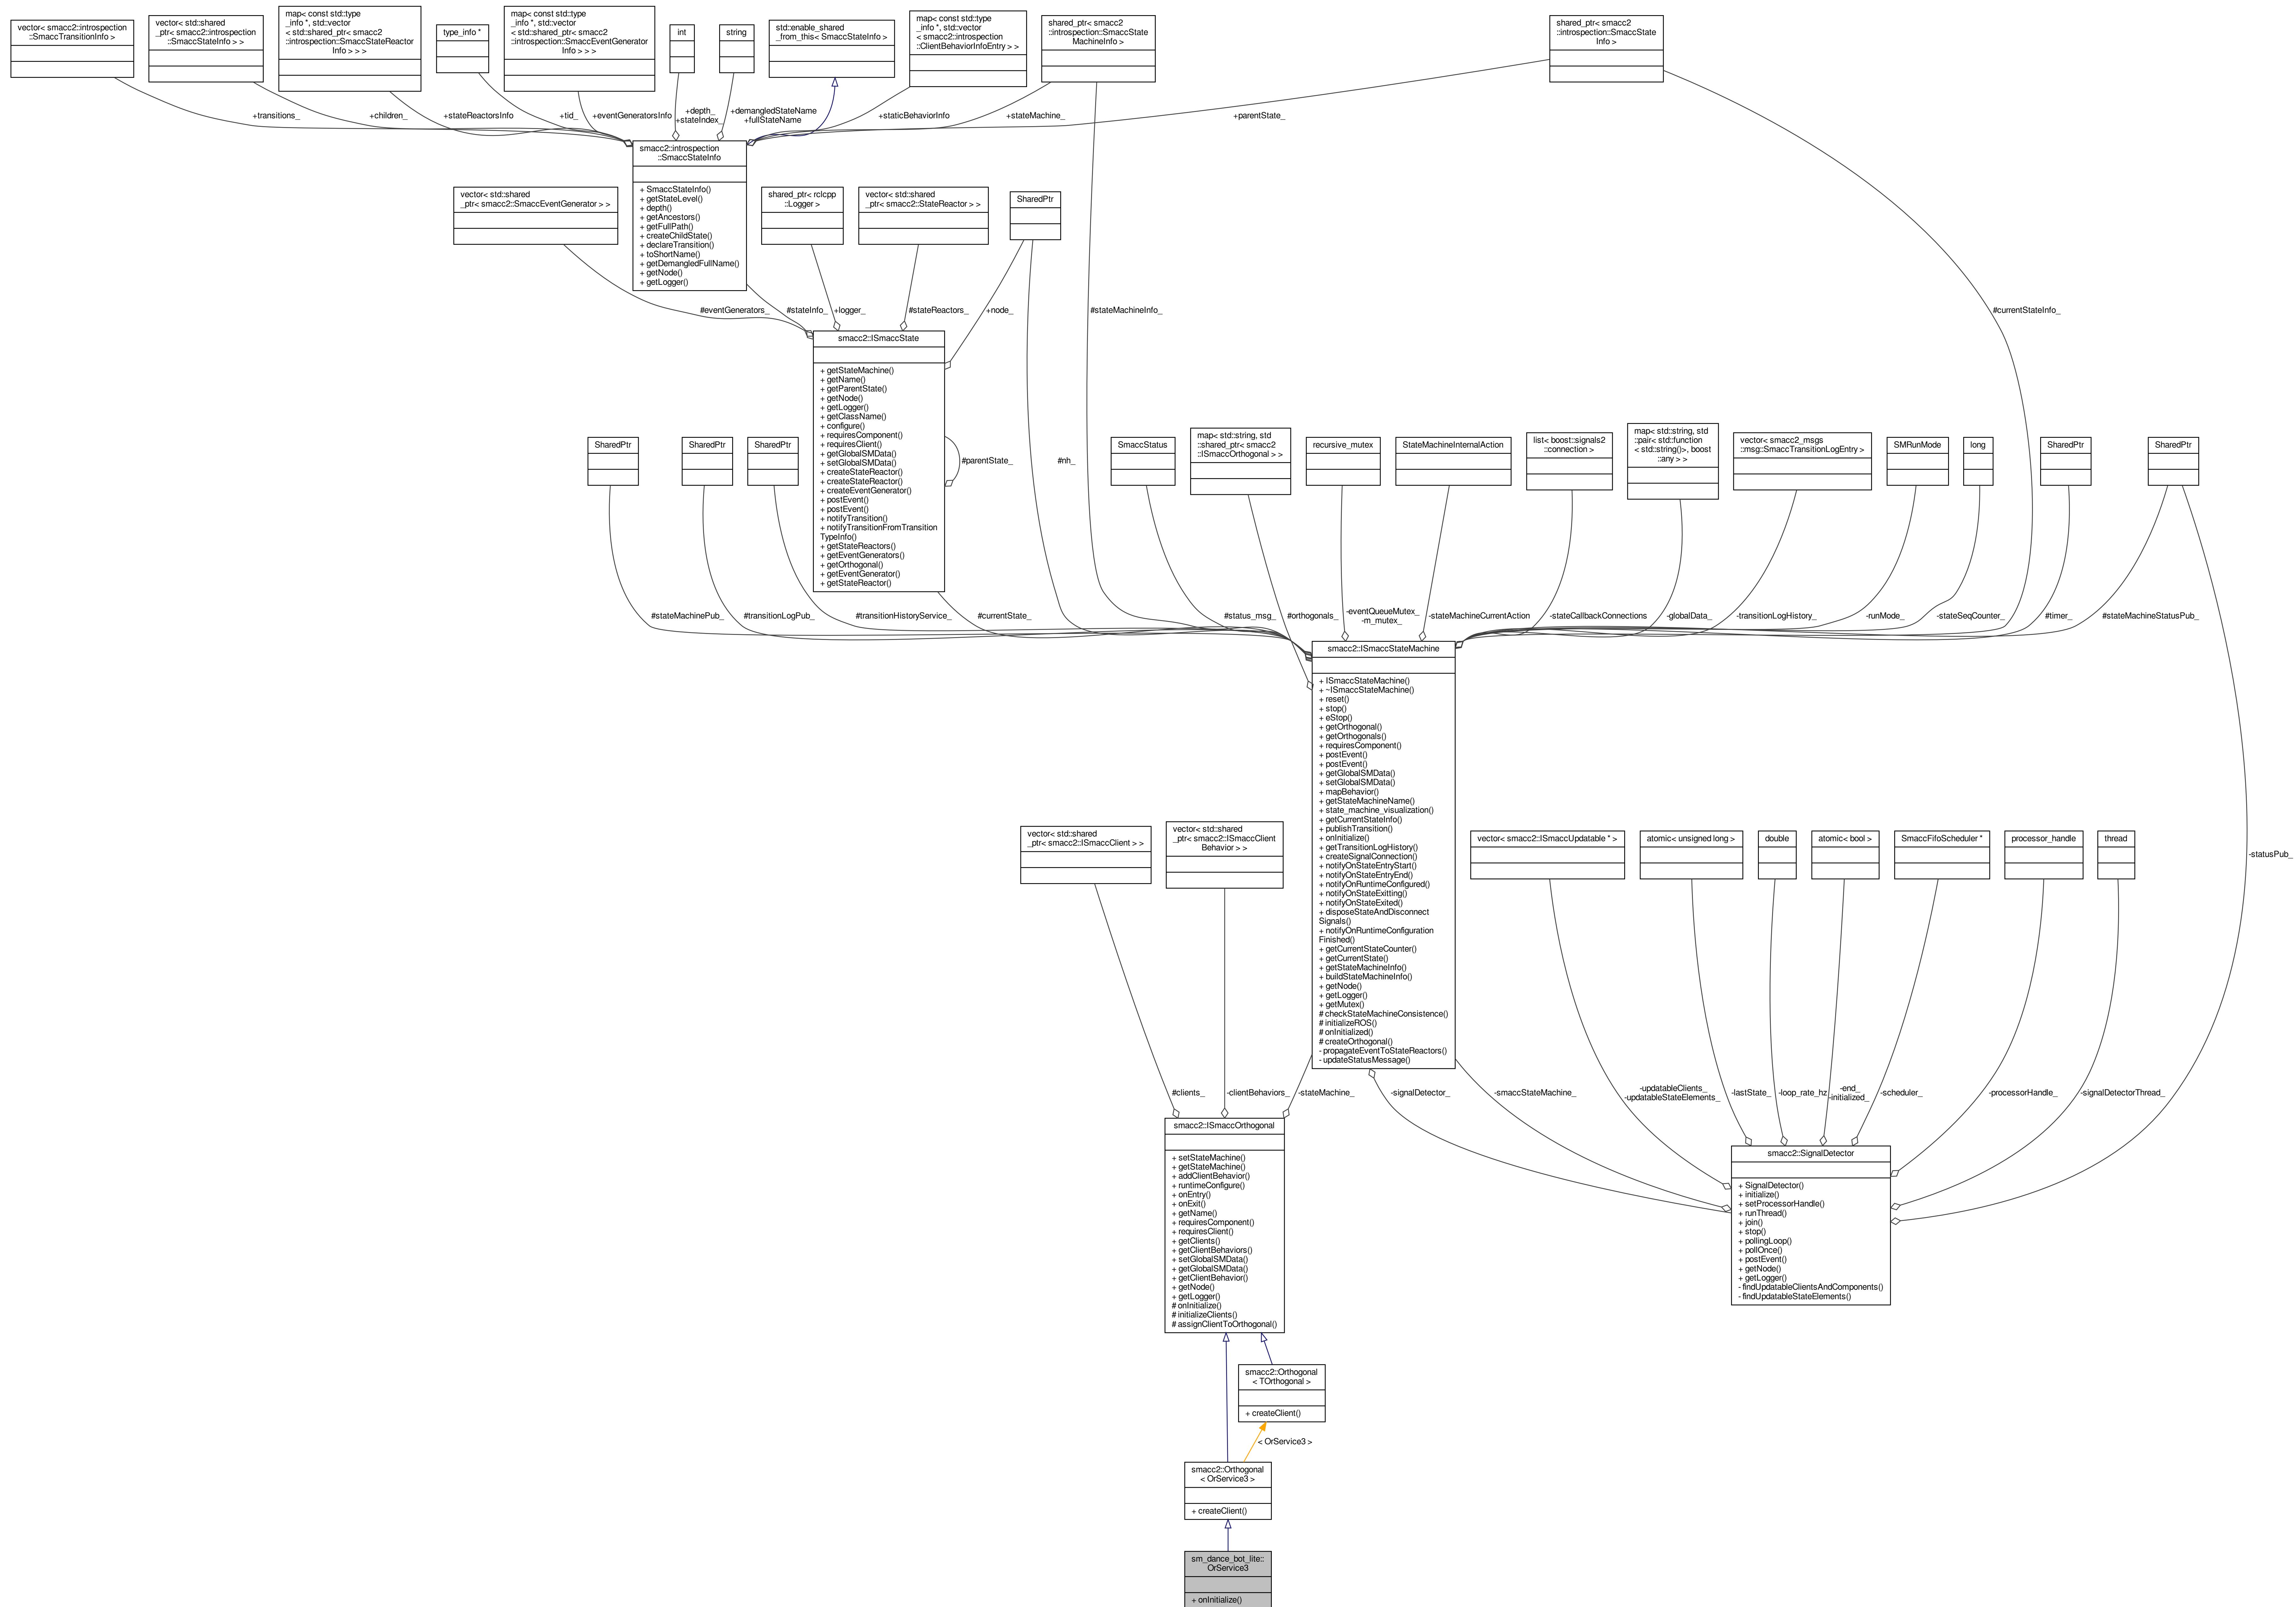 vector< smacc2::introspection
::SmaccTransitionInfo >
vector< std::shared
_ptr< smacc2::introspection
::SmaccStateInfo > >
map< const std::type
_info *, std::vector
< std::shared_ptr< smacc2
::introspection::SmaccStateReactor
Info > > >
type_info *
map< const std::type
_info *, std::vector
< std::shared_ptr< smacc2
::introspection::SmaccEventGenerator
Info > > >
int
string
std::enable_shared
_from_this< SmaccStateInfo >
map< const std::type
_info *, std::vector
< smacc2::introspection
::ClientBehaviorInfoEntry > >
shared_ptr< smacc2
::introspection::SmaccState
MachineInfo >
shared_ptr< smacc2
::introspection::SmaccState
Info >
+transitions_
+children_
+stateReactorsInfo
+tid_
+eventGeneratorsInfo
+depth_
+stateIndex_
+demangledStateName
+fullStateName
+staticBehaviorInfo
+stateMachine_
+parentState_
smacc2::introspection
::SmaccStateInfo
+ SmaccStateInfo()
+ getStateLevel()
+ depth()
+ getAncestors()
+ getFullPath()
+ createChildState()
+ declareTransition()
+ toShortName()
+ getDemangledFullName()
+ getNode()
+ getLogger()
vector< std::shared
_ptr< smacc2::SmaccEventGenerator > >
shared_ptr< rclcpp
::Logger >
vector< std::shared
_ptr< smacc2::StateReactor > >
SharedPtr
#eventGenerators_
#stateInfo_
+logger_
#stateReactors_
+node_
#stateMachineInfo_
#currentStateInfo_
smacc2::ISmaccState
+ getStateMachine()
+ getName()
+ getParentState()
+ getNode()
+ getLogger()
+ getClassName()
+ configure()
+ requiresComponent()
+ requiresClient()
+ getGlobalSMData()
+ setGlobalSMData()
+ createStateReactor()
+ createStateReactor()
+ createEventGenerator()
+ postEvent()
+ postEvent()
+ notifyTransition()
+ notifyTransitionFromTransition
TypeInfo()
+ getStateReactors()
+ getEventGenerators()
+ getOrthogonal()
+ getEventGenerator()
+ getStateReactor()
#parentState_
#nh_
SharedPtr
SharedPtr
SharedPtr
SmaccStatus
map< std::string, std
::shared_ptr< smacc2
::ISmaccOrthogonal > >
recursive_mutex
StateMachineInternalAction
list< boost::signals2
::connection >
map< std::string, std
::pair< std::function
< std::string()>, boost
::any > >
vector< smacc2_msgs
::msg::SmaccTransitionLogEntry >
SMRunMode
long
SharedPtr
SharedPtr
#stateMachinePub_
#transitionLogPub_
#transitionHistoryService_
#currentState_
#status_msg_
#orthogonals_
-eventQueueMutex_
-m_mutex_
-stateMachineCurrentAction
-stateCallbackConnections
-globalData_
-transitionLogHistory_
-runMode_
-stateSeqCounter_
#timer_
#stateMachineStatusPub_
smacc2::ISmaccStateMachine
+ ISmaccStateMachine()
+ ~ISmaccStateMachine()
+ reset()
+ stop()
+ eStop()
+ getOrthogonal()
+ getOrthogonals()
+ requiresComponent()
+ postEvent()
+ postEvent()
+ getGlobalSMData()
+ setGlobalSMData()
+ mapBehavior()
+ getStateMachineName()
+ state_machine_visualization()
+ getCurrentStateInfo()
+ publishTransition()
+ onInitialize()
+ getTransitionLogHistory()
+ createSignalConnection()
+ notifyOnStateEntryStart()
+ notifyOnStateEntryEnd()
+ notifyOnRuntimeConfigured()
+ notifyOnStateExitting()
+ notifyOnStateExited()
+ disposeStateAndDisconnect
Signals()
+ notifyOnRuntimeConfiguration
Finished()
+ getCurrentStateCounter()
+ getCurrentState()
+ getStateMachineInfo()
+ buildStateMachineInfo()
+ getNode()
+ getLogger()
+ getMutex()
# checkStateMachineConsistence()
# initializeROS()
# onInitialized()
# createOrthogonal()
- propagateEventToStateReactors()
- updateStatusMessage()
vector< std::shared
_ptr< smacc2::ISmaccClient > >
vector< std::shared
_ptr< smacc2::ISmaccClient
Behavior > >
vector< smacc2::ISmaccUpdatable * >
atomic< unsigned long >
double
atomic< bool >
SmaccFifoScheduler *
processor_handle
thread
-statusPub_
#clients_
-clientBehaviors_
-stateMachine_
-signalDetector_
-smaccStateMachine_
-updatableClients_
-updatableStateElements_
-lastState_
-loop_rate_hz
-end_
-initialized_
-scheduler_
-processorHandle_
-signalDetectorThread_
smacc2::ISmaccOrthogonal
+ setStateMachine()
+ getStateMachine()
+ addClientBehavior()
+ runtimeConfigure()
+ onEntry()
+ onExit()
+ getName()
+ requiresComponent()
+ requiresClient()
+ getClients()
+ getClientBehaviors()
+ setGlobalSMData()
+ getGlobalSMData()
+ getClientBehavior()
+ getNode()
+ getLogger()
# onInitialize()
# initializeClients()
# assignClientToOrthogonal()
smacc2::SignalDetector
+ SignalDetector()
+ initialize()
+ setProcessorHandle()
+ runThread()
+ join()
+ stop()
+ pollingLoop()
+ pollOnce()
+ postEvent()
+ getNode()
+ getLogger()
- findUpdatableClientsAndComponents()
- findUpdatableStateElements()
smacc2::Orthogonal
< TOrthogonal >
+ createClient()
< OrService3 >
smacc2::Orthogonal
< OrService3 >
+ createClient()
sm_dance_bot_lite::
OrService3
+ onInitialize()